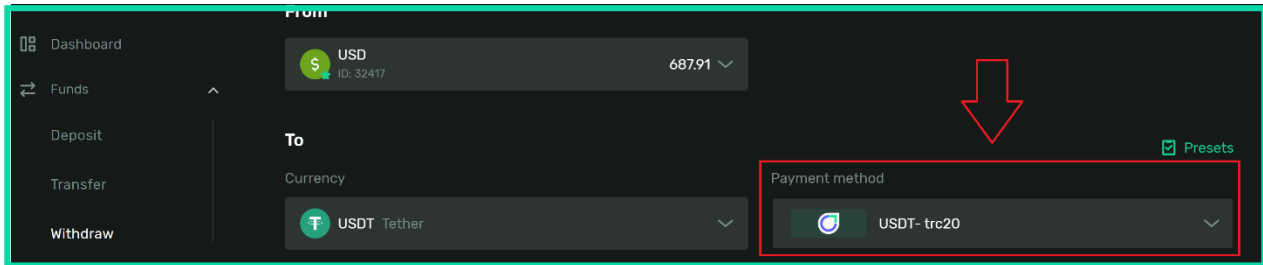 From
Dashboard
USD
ID: 32417
687.91
Funds
Deposit
To
Presets
Transfer
Currency
Payment method
USDT Tether
USDT- trc20
Withdraw